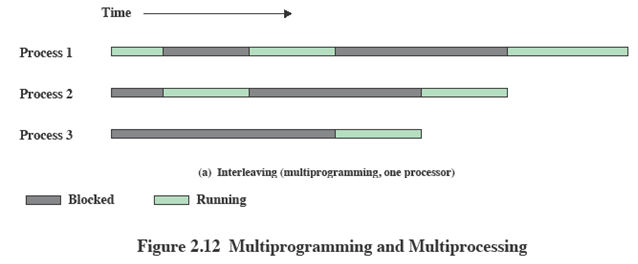 Time
Process 1
Process 2
Process 3
(a) Interleaving (multiprogramming, one processor)
Blocked Running
Figure 2.12 Multiprogramming and Multiprocessing